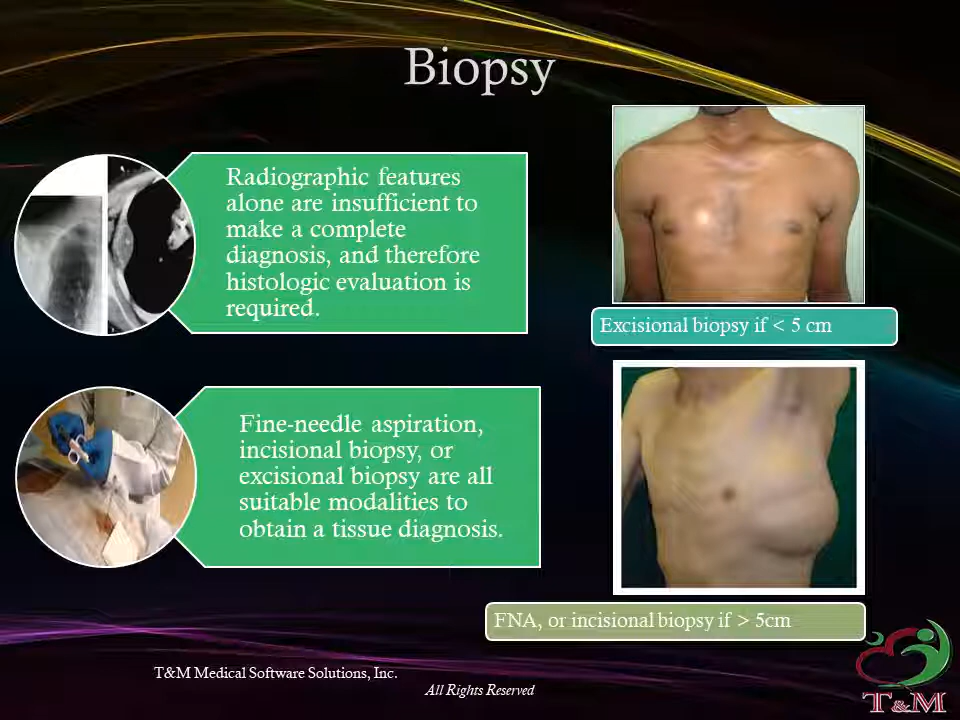 Biopsy
Radiographic features
alone are insufficient to
make a complete
diagnosis, and therefore
histologic evaluation is
required.
Excisional biopsy if < 5 cm
Fine-needle aspiration,
incisional biopsy, or
excisional biopsy are all
suitable modalities to
obtain a tissue diagnosis.
FNA, or incisional biopsy if > 5cm
T&M Medical Software Solutions, Inc.
All Rights Reserved
T&M